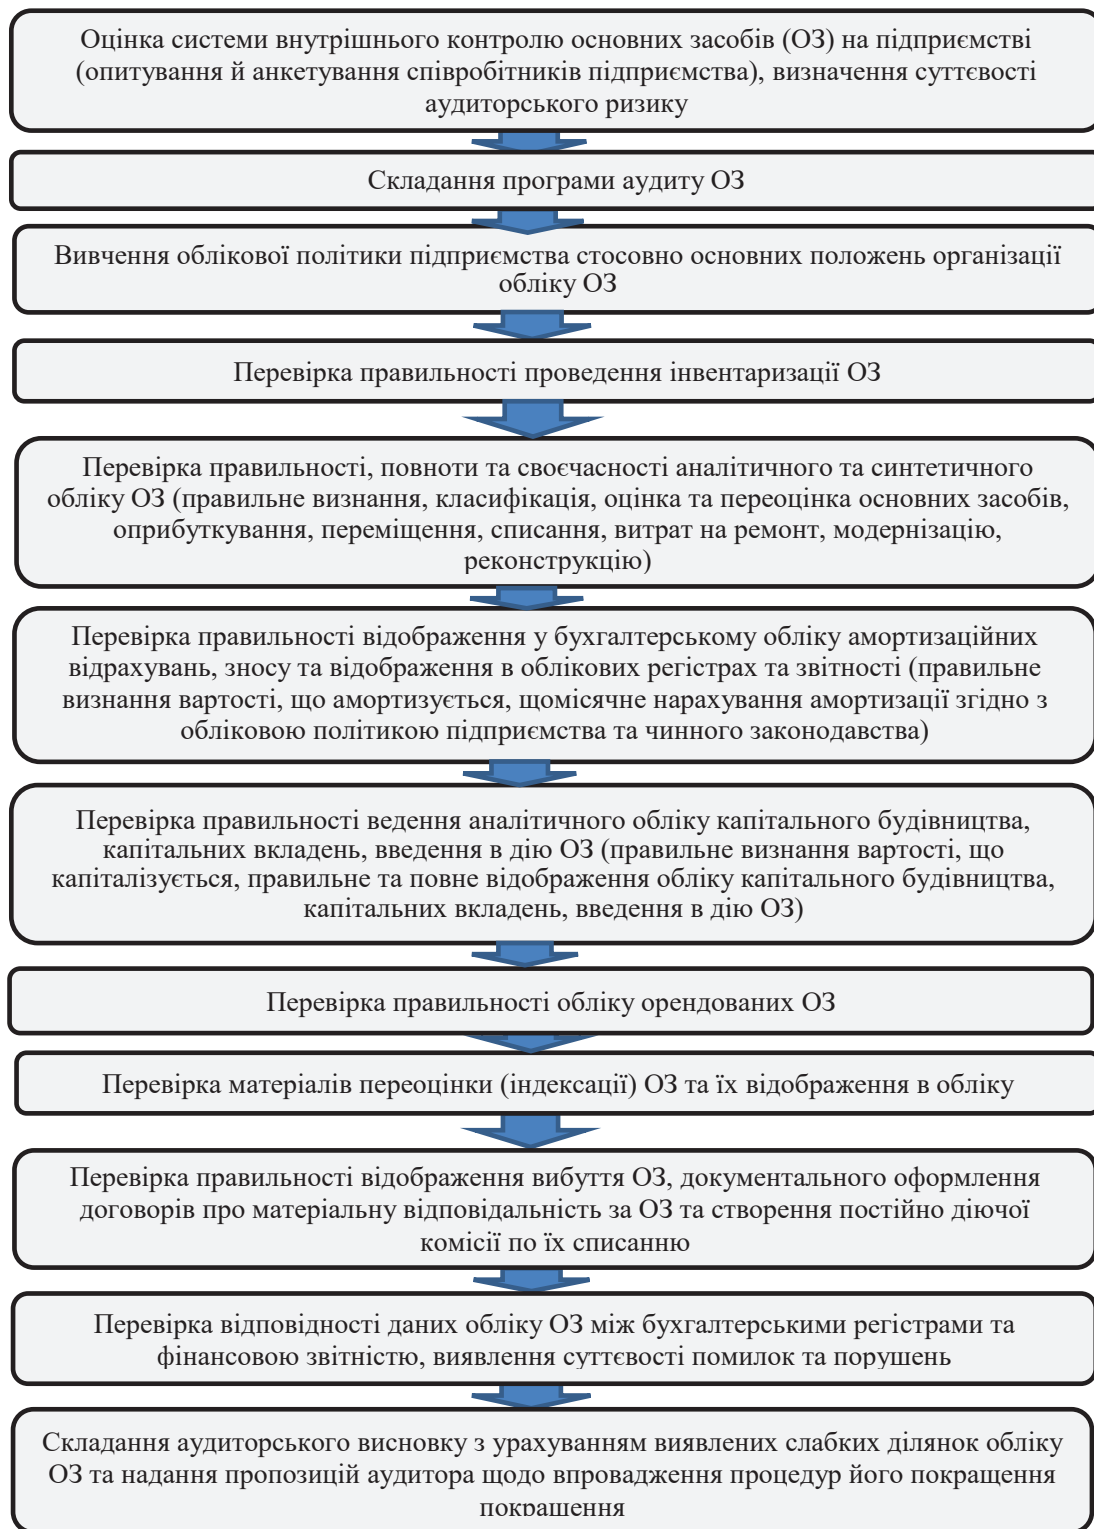 Оцінка системи внутрішнього контролю основних засобів (ОЗ) на підприємстві
(опитування й анкетування співробітників підприємства), визначення суттєвості
аудиторського ризику
Складання програми аудиту ОЗ
Вивчення облікової політики підприємства стосовно основних положень організації
обліку ОЗ
Перевірка правильності проведення інвентаризації ОЗ
Перевірка правильності, повноти та своєчасності аналітичного та синтетичного
обліку ОЗ (правильне визнання, класифікація, оцінка та переоцінка основних засобів,
оприбуткування, переміщення, списання, витрат на ремонт, модернізацію,
реконструкцію)
Перевірка правильності відображення у бухгалтерському обліку амортизаційних
відрахувань, зносу та відображення в облікових регістрах та звітності (правильне
визнання вартості, що амортизується, щомісячне нарахування амортизації згідно з
обліковою політикою підприємства та чинного законодавства)
Перевірка правильності ведення аналітичного обліку капітального будівництва,
капітальних вкладень, введення в дію ОЗ (правильне визнання вартості, що
капіталізується, правильне та повне відображення обліку капітального будівництва,
капітальних вкладень, введення в дію ОЗ)
Перевірка правильності обліку орендованих ОЗ
Перевірка матеріалів переоцінки (індексації) ОЗ та їх відображення в обліку
Перевірка правильності відображення вибуття ОЗ, документального оформлення
договорів про матеріальну відповідальність за ОЗ та створення постійно діючої
комісії по їх списанню
Перевірка відповідності даних обліку ОЗ між бухгалтерськими регістрами та
фінансовою звітністю, виявлення суттєвості помилок та порушень
Складання аудиторського висновку з урахуванням виявлених слабких ділянок обліку
ОЗ та надання пропозицій аудитора щодо впровадження процедур його покращення
покращення